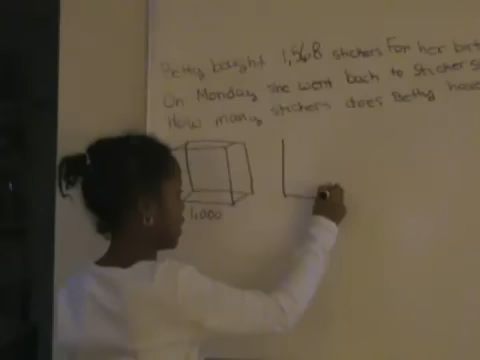 Betty bought 1,568 stickers For her
On Monday she went back to Sticker
How many stickers does Betty have
1,000